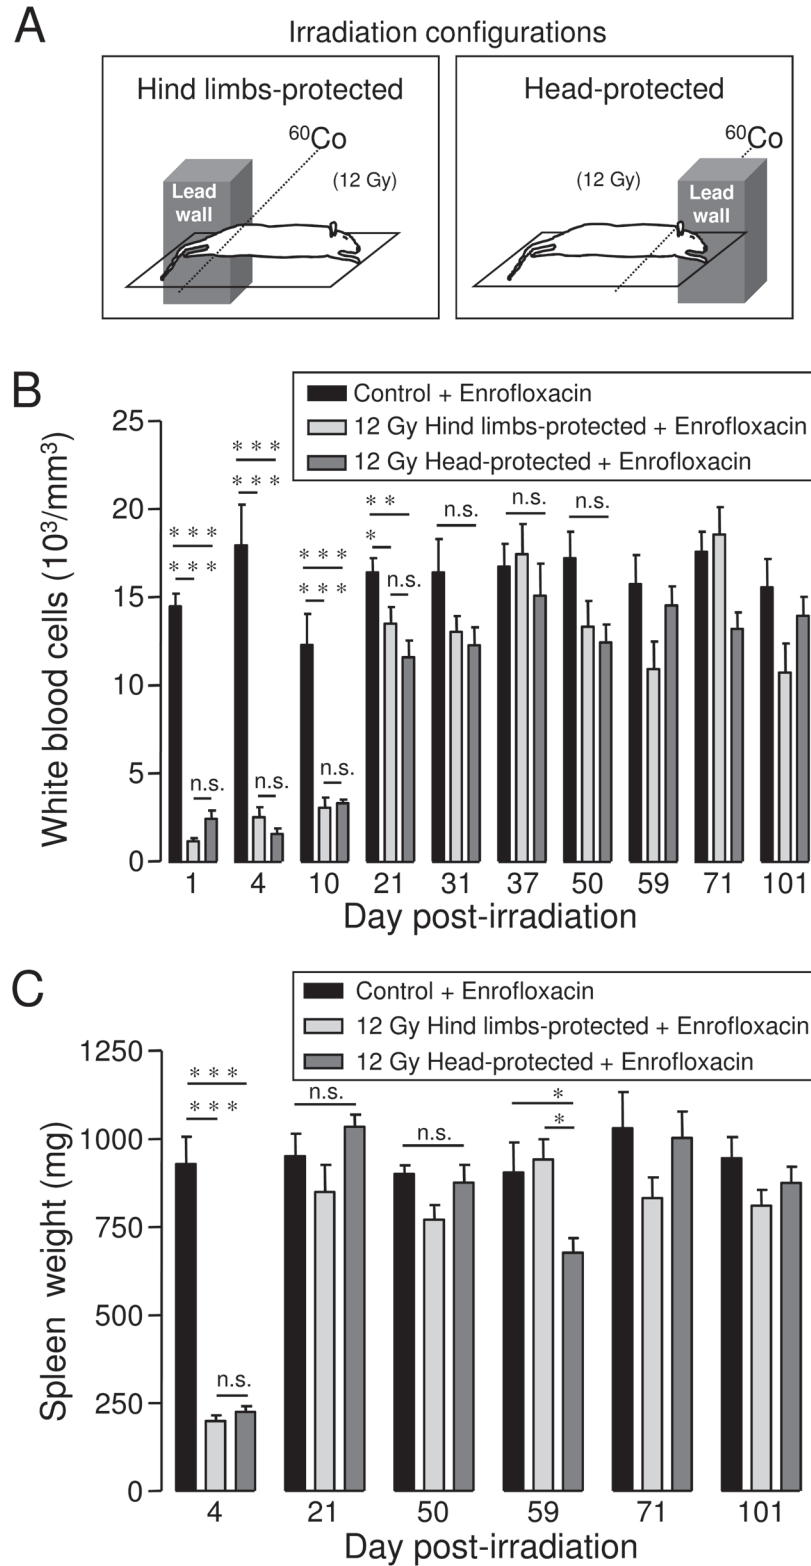 A
Irradiation configurations
Hind limbs-protected
60Co
(12 Gy)
Lead
wall
Head-protected
60Co
(12 Gy)
Lead
wall
B
Control + Enrofloxacin
12 Gy Hind limbs-protected + Enrofloxacin
12 Gy Head-protected + Enrofloxacin
White blood cells (10³/mm³)
25
20
15
10
5
0
* * *
* * *
n.s.
* * *
* * *
n.s.
* * *
* * *
n.s.
* *
*
n.s.
n.s.
n.s.
n.s.
1 4 10 21 31 37 50 59 71 101
Day post-irradiation
C
Control + Enrofloxacin
12 Gy Hind limbs-protected + Enrofloxacin
12 Gy Head-protected + Enrofloxacin
Spleen weight (mg)
1250
1000
750
500
250
0
* * *
* * *
n.s.
n.s.
n.s.
*
*
4 21 50 59 71 101
Day post-irradiation